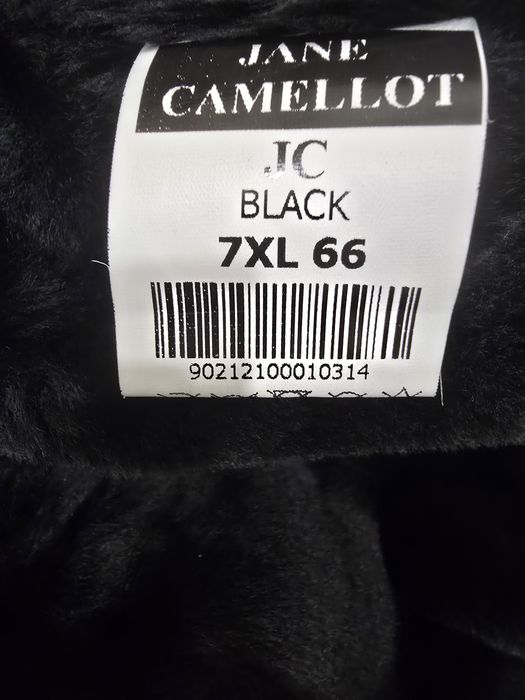 JANE
CAMELLOT
JC
BLACK
7XL 66
90212100010314